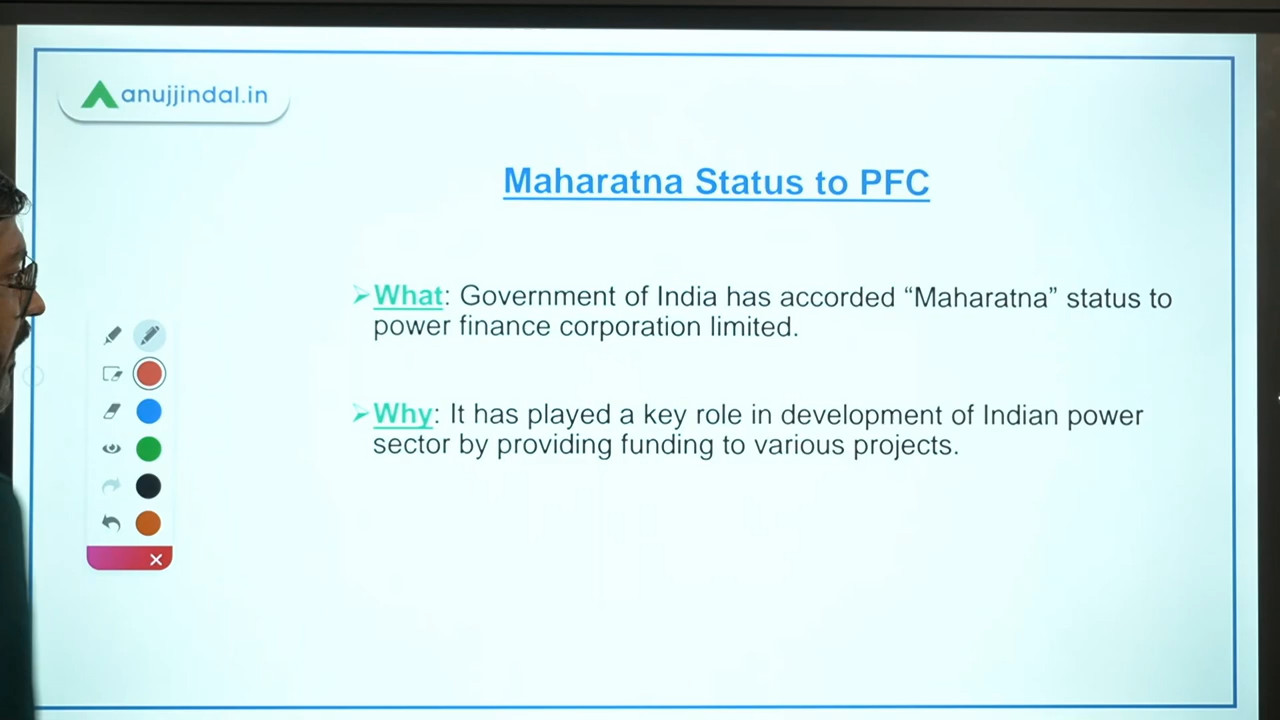 anujjindal.in
Maharatna Status to PFC
➢What: Government of India has accorded “Maharatna” status to
power finance corporation limited.
➢Why: It has played a key role in development of Indian power
sector by providing funding to various projects.